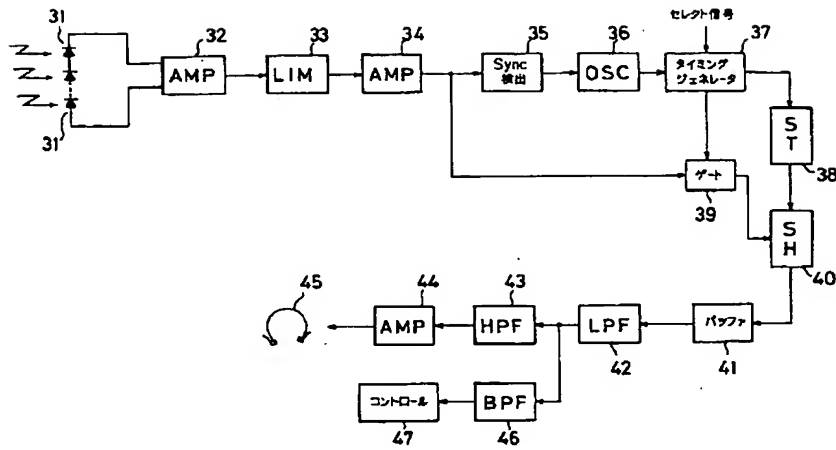 セレクト信号
31
32
33
34
35
36
37
AMP
LIM
AMP
Sync
検出
OSC
タイミング
ジェネレータ
31
S
T
38
ゲート
39
S
H
40
45
44
43
AMP
HPF
LPF
バッファ
42
41
コントロール
BPF
47
46